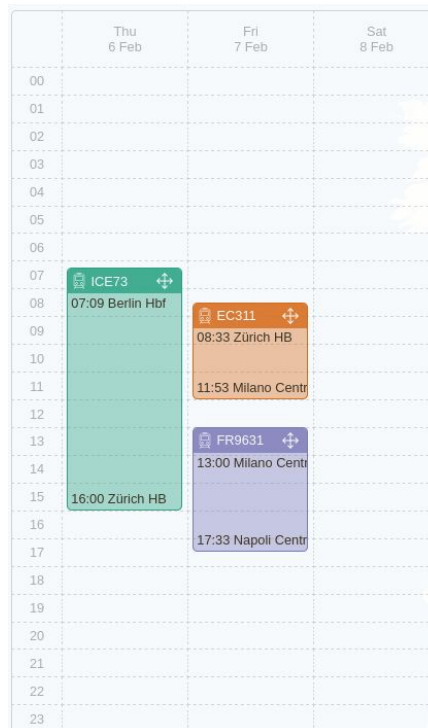 Thu
6 Feb
Fri
7 Feb
Sat
8 Feb
00
01
02
03
04
05
06
07
08
09
10
11
12
13
14
15
16
17
18
19
20
21
22
23
ICE73
07:09 Berlin Hbf
16:00 Zürich HB
EC311
08:33 Zürich HB
11:53 Milano Centr
FR9631
13:00 Milano Centr
17:33 Napoli Centr